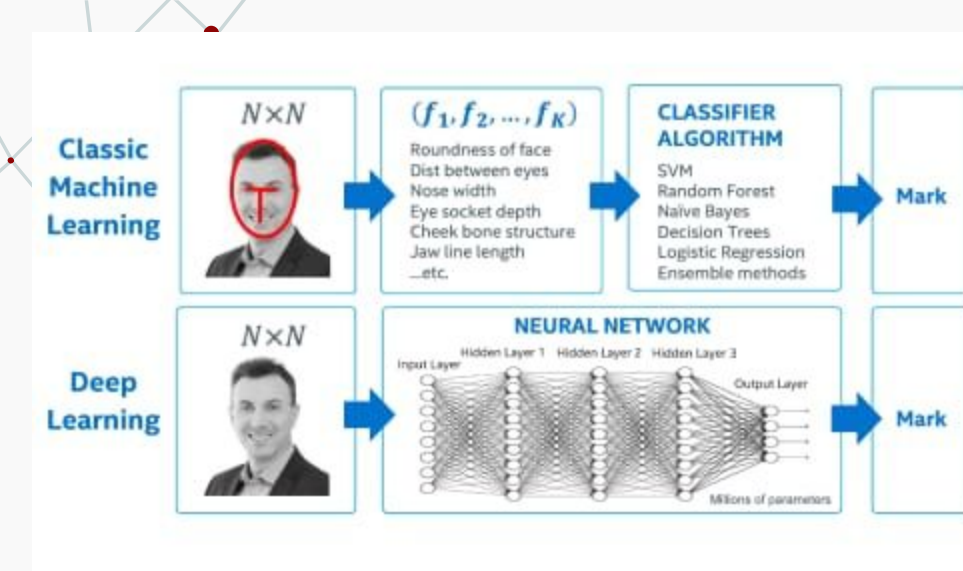 Classic
Machine
Learning
N×N
(f₁, f₂, ..., f_K)
Roundness of face
Dist between eyes
Nose width
Eye socket depth
Cheek bone structure
Jaw line length
...etc.
CLASSIFIER
ALGORITHM
SVM
Random Forest
Naïve Bayes
Decision Trees
Logistic Regression
Ensemble methods
Mark
Deep
Learning
N×N
NEURAL NETWORK
Hidden Layer 1 Hidden Layer 2 Hidden Layer 3
Input Layer
Output Layer
Millions of parameters
Mark